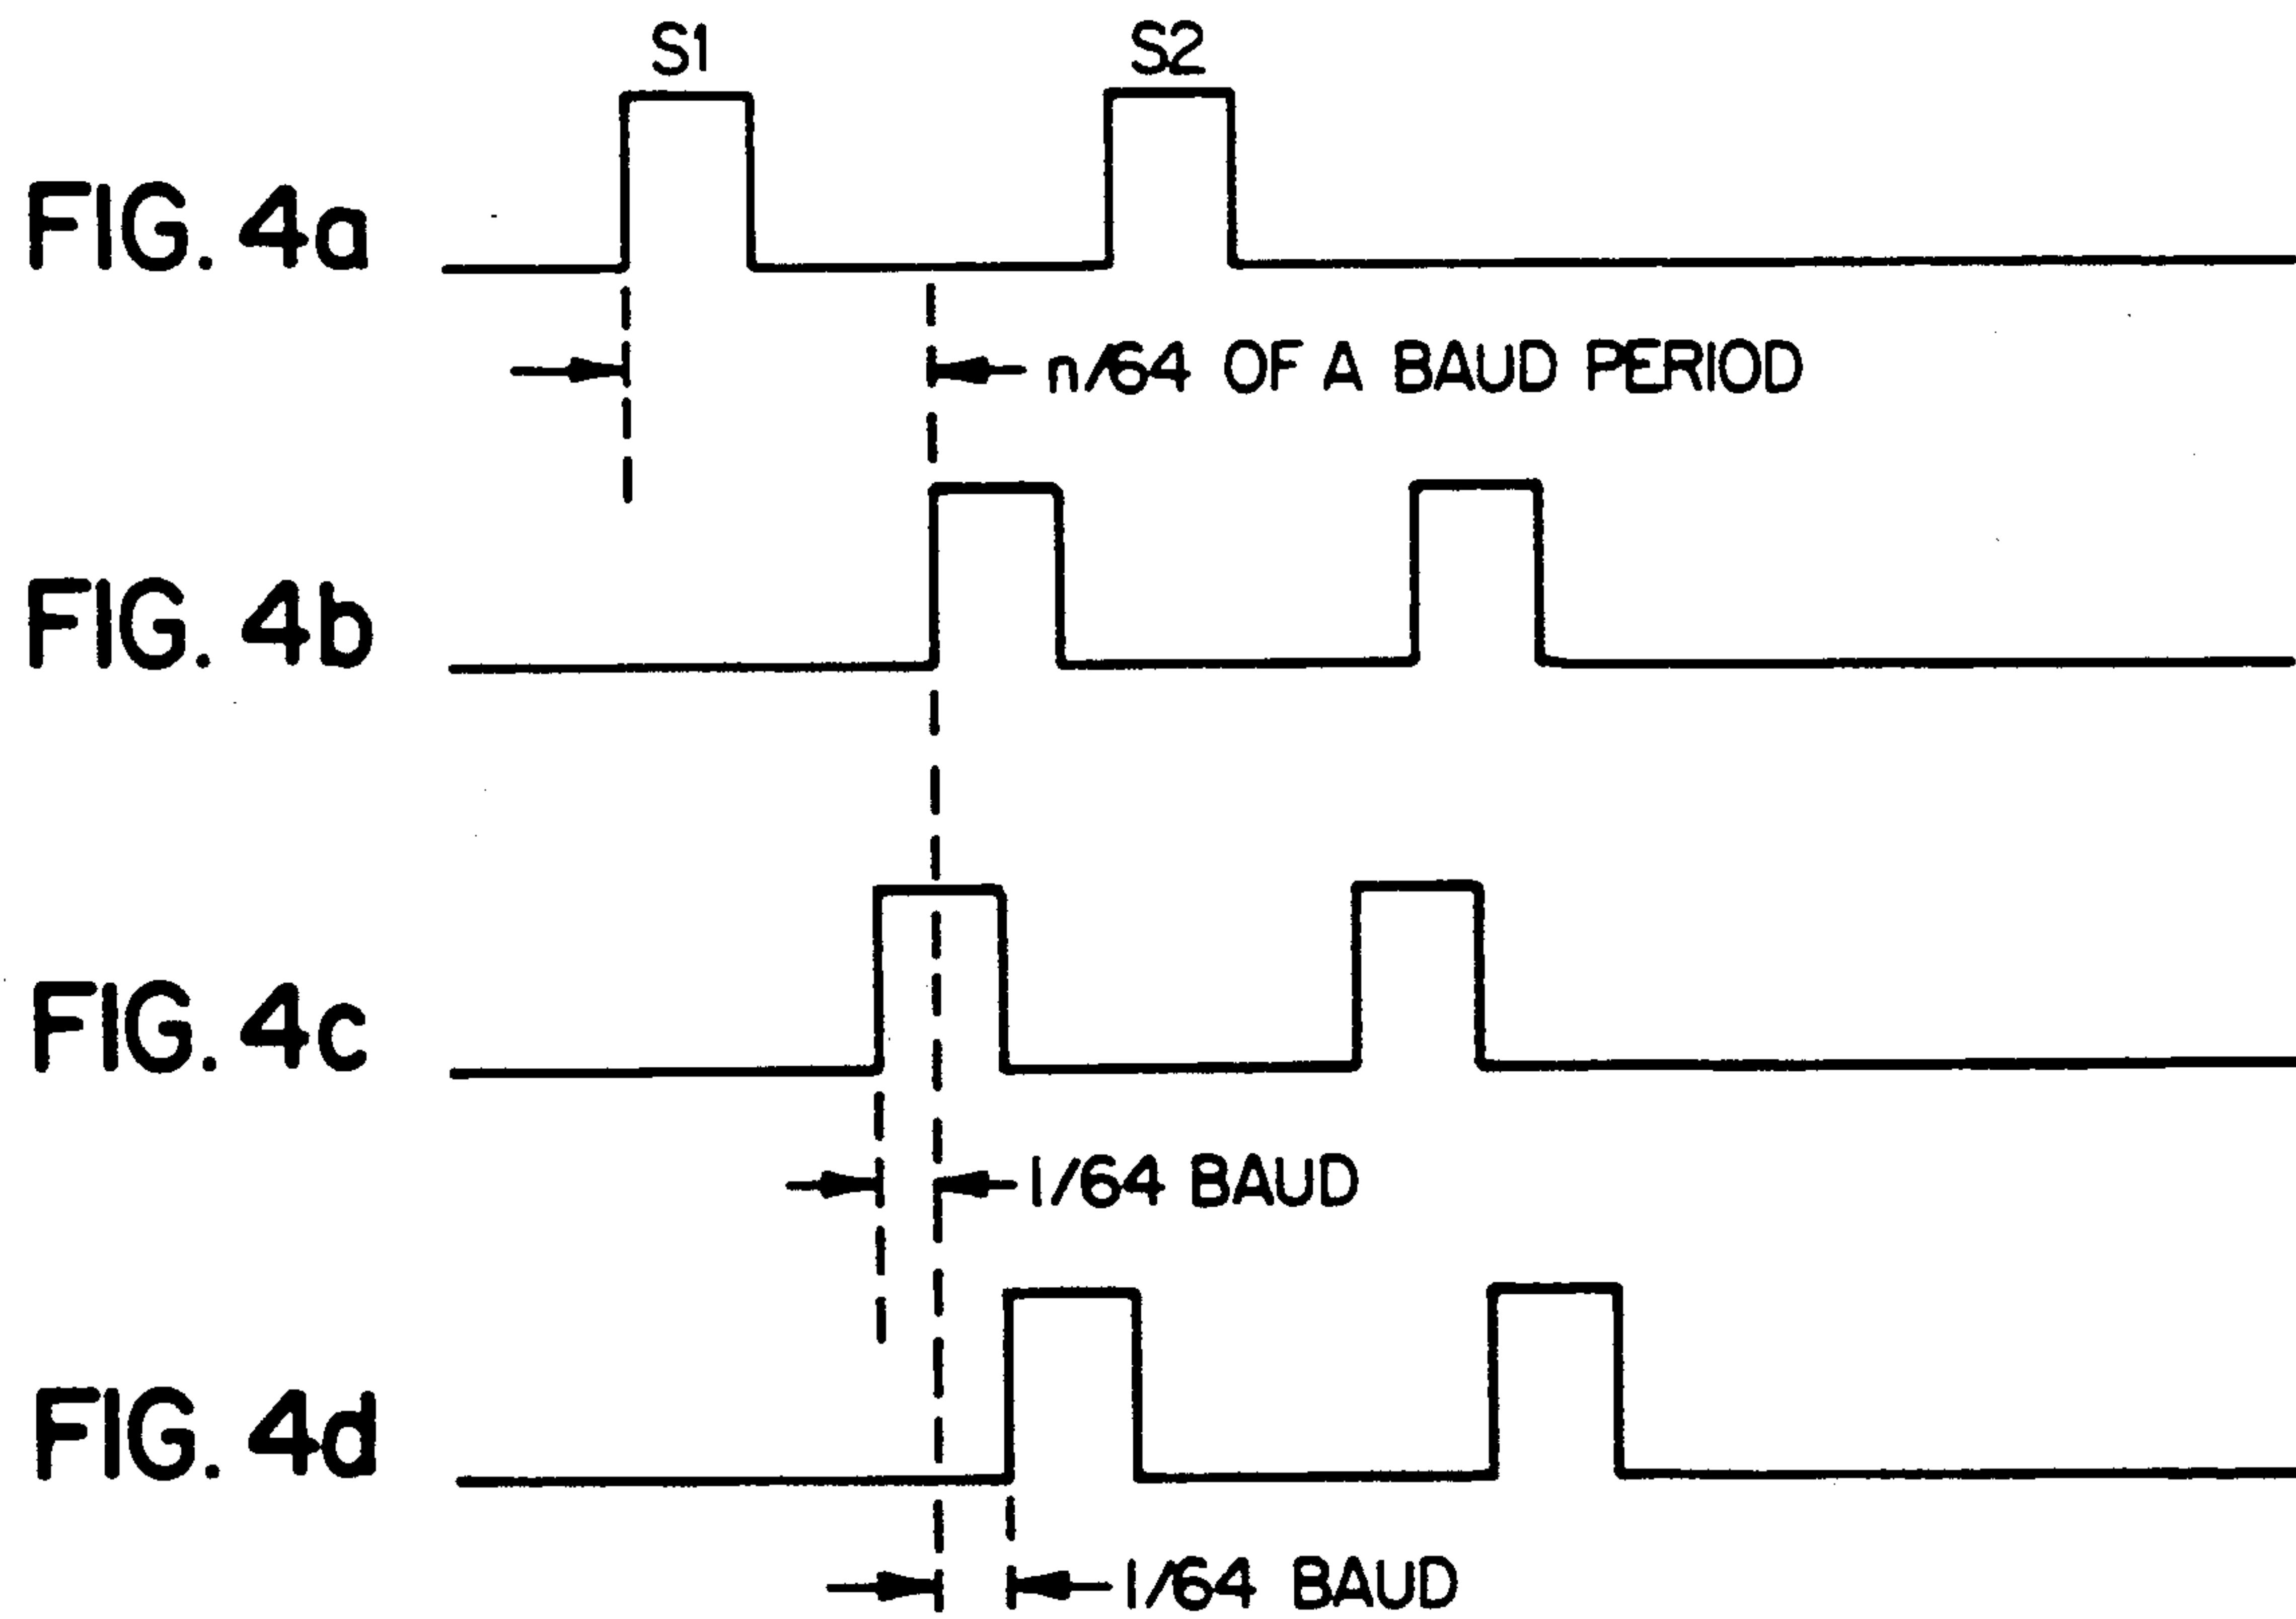 S1 S2
FIG. 4a
n/64 OF A BAUD PERIOD
FIG. 4b
FIG. 4c
1/64 BAUD
FIG. 4d
1/64 BAUD